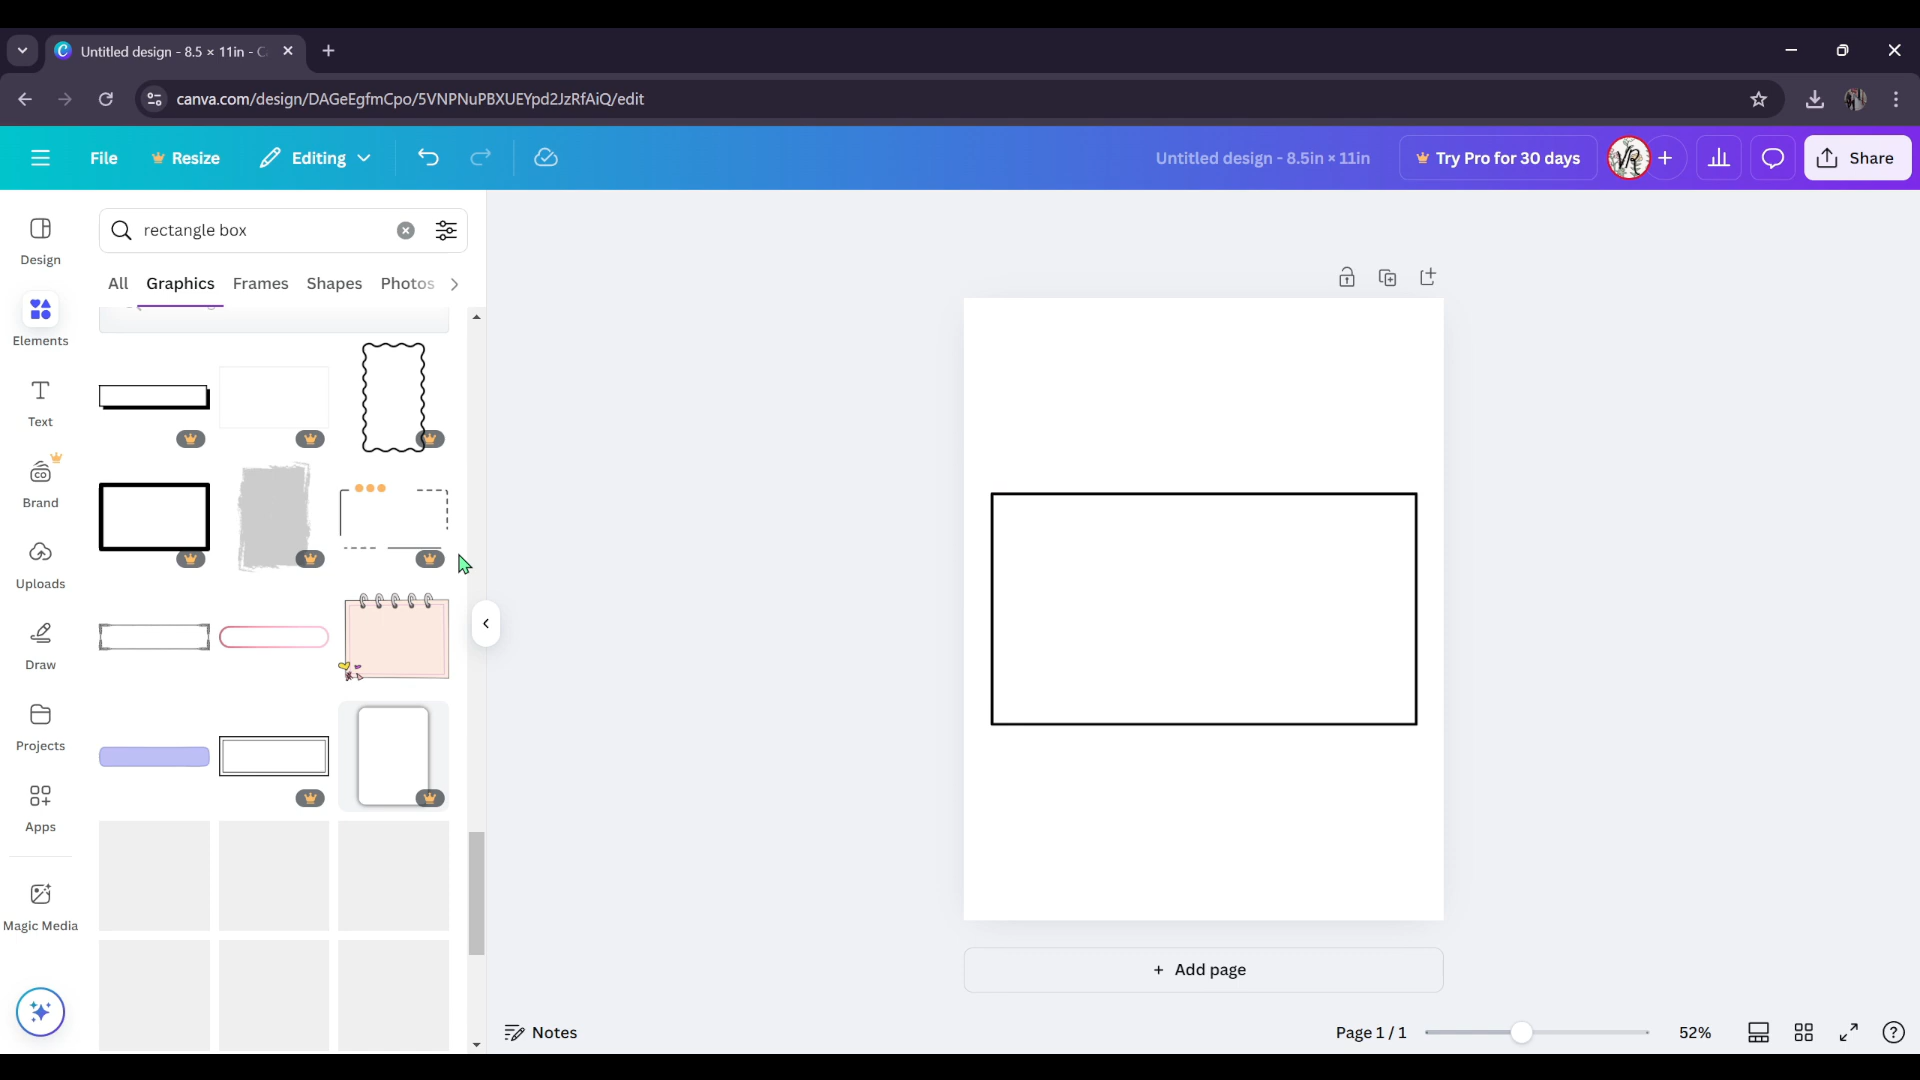 Untitled design - 8.5 × 11in - C
canva.com/design/DAGeEgfmCpo/5VNPNuPBXUEYpd2JzRfAiQ/edit
File
Resize
Editing
Untitled design - 8.5in × 11in
Try Pro for 30 days
Share
rectangle box
All
Graphics
Frames
Shapes
Photos
Design
Elements
Text
Brand
Uploads
Draw
Projects
Apps
Magic Media
+ Add page
Notes
Page 1 / 1
52%